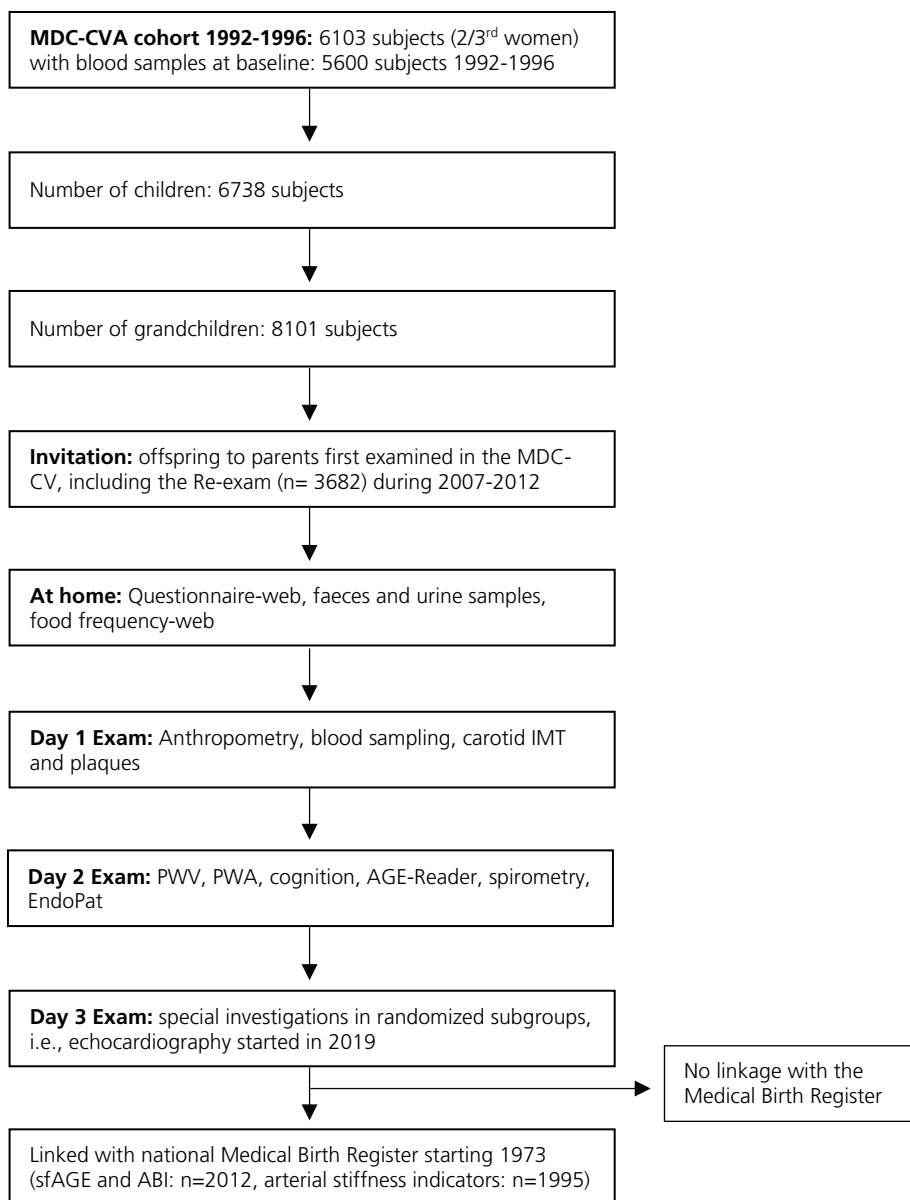 MDC-CVA cohort 1992-1996: 6103 subjects (2/3rd women)
with blood samples at baseline: 5600 subjects 1992-1996
Number of children: 6738 subjects
Number of grandchildren: 8101 subjects
Invitation: offspring to parents first examined in the MDC-
CV, including the Re-exam (n= 3682) during 2007-2012
At home: Questionnaire-web, faeces and urine samples,
food frequency-web
Day 1 Exam: Anthropometry, blood sampling, carotid IMT
and plaques
Day 2 Exam: PWV, PWA, cognition, AGE-Reader, spirometry,
EndoPat
Day 3 Exam: special investigations in randomized subgroups,
i.e., echocardiography started in 2019
No linkage with the
Medical Birth Register
Linked with national Medical Birth Register starting 1973
(sfAGE and ABI: n=2012, arterial stiffness indicators: n=1995)